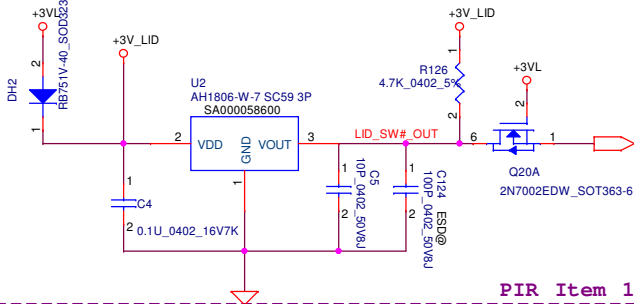 +3VL
+3V_LID
+3V_LID
+3VL
2
DH2
RB751V-40_SOD323
1
U2
AH1806-W-7 SC59 3P
SA000058600
2
VDD
GND
VOUT
3
1
LID_SW#_OUT
1
R126
4.7K_0402_5%
2
2
6
1
Q20A
2N7002EDW_SOT363-6
1
C4
2
0.1U_0402_16V7K
1
C5
10P_0402_50V8J
2
1
C124
100P_0402_50V8J
ESD@
2
PIR Item 1